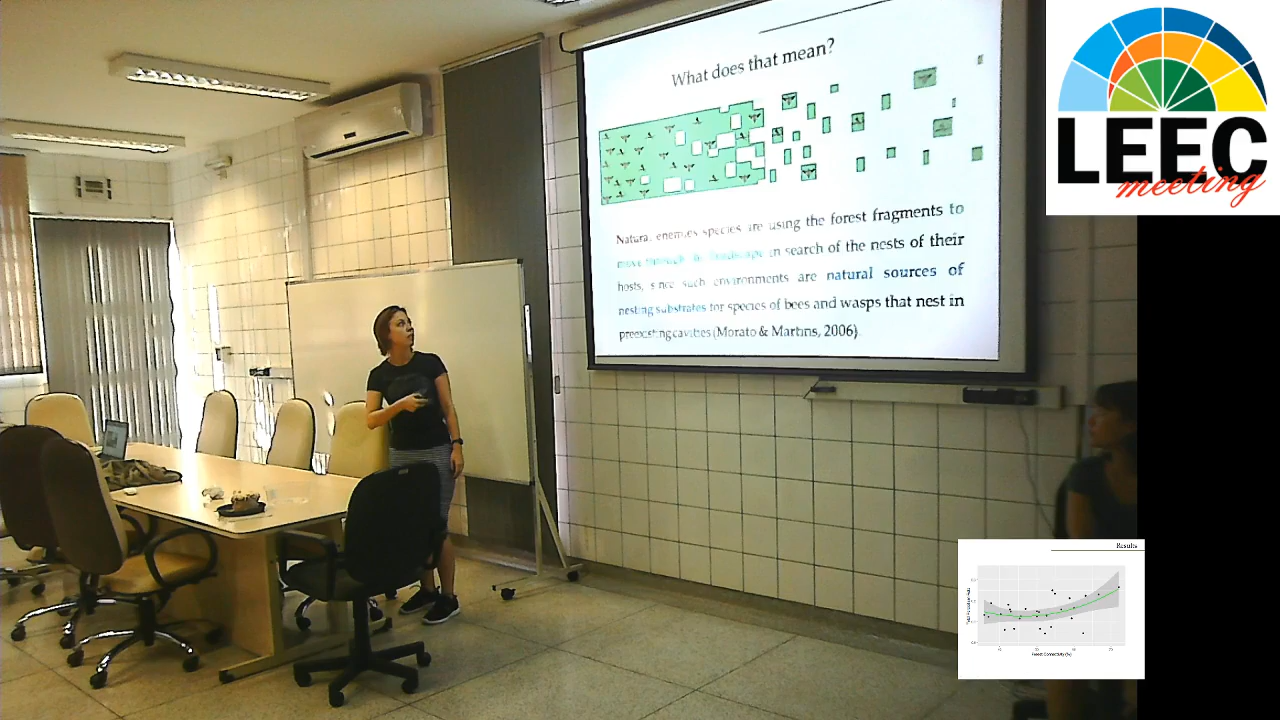 What does that mean?
Natural enemies species are using the forest fragments to
move through the landscape in search of the nests of their
hosts, since such environments are natural sources of
nesting substrates for species of bees and wasps that nest in
preexisting cavities (Morato & Martins, 2006).
LEEC
meeting
Results
Forest Connectivity (%)